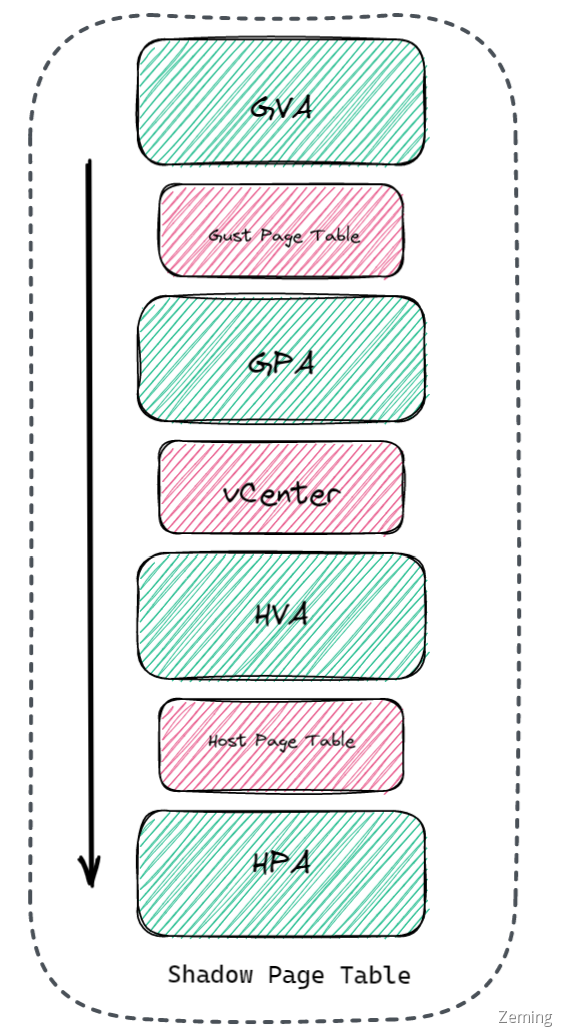 GVA
Gust Page Table
GPA
vCenter
HVA
Host Page Table
HPA
Shadow Page Table
Zeming